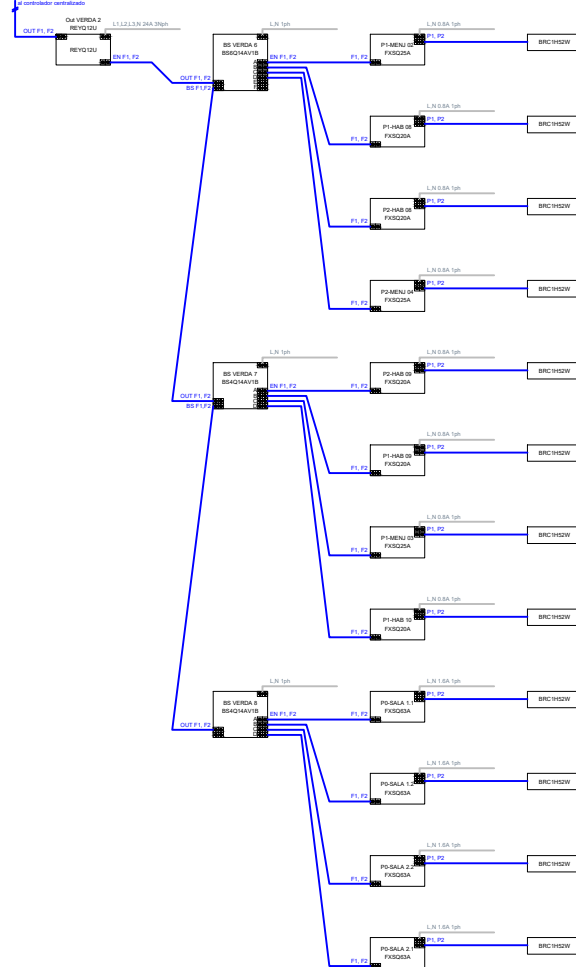 al controlador centralizado
Out VERDA 2
REYQ12U
L1,L2,L3,N 24A 3Nph
OUT F1, F2
REYQ12U
EN F1, F2
L,N 1ph
BS VERDA 6
BS6Q14AV1B
EN F1, F2
OUT F1, F2
BS F1,F2
A
B
C
D
E
F
L,N 0.8A 1ph
P1-MENJ 02
FXSQ25A
P1, P2
F1, F2
BRC1H52W
L,N 0.8A 1ph
P1-HAB 08
FXSQ20A
P1, P2
F1, F2
BRC1H52W
L,N 0.8A 1ph
P2-HAB 08
FXSQ20A
P1, P2
F1, F2
BRC1H52W
L,N 0.8A 1ph
P2-MENJ 04
FXSQ25A
P1, P2
F1, F2
BRC1H52W
L,N 1ph
BS VERDA 7
BS4Q14AV1B
EN F1, F2
OUT F1, F2
BS F1,F2
A
B
C
D
L,N 0.8A 1ph
P2-HAB 09
FXSQ20A
P1, P2
F1, F2
BRC1H52W
L,N 0.8A 1ph
P1-HAB 09
FXSQ20A
P1, P2
F1, F2
BRC1H52W
L,N 0.8A 1ph
P1-MENJ 03
FXSQ25A
P1, P2
F1, F2
BRC1H52W
L,N 0.8A 1ph
P1-HAB 10
FXSQ20A
P1, P2
F1, F2
BRC1H52W
L,N 1ph
BS VERDA 8
BS4Q14AV1B
EN F1, F2
OUT F1, F2
A
B
C
D
L,N 1.6A 1ph
P0-SALA 1.1
FXSQ63A
P1, P2
F1, F2
BRC1H52W
L,N 1.6A 1ph
P0-SALA 1.2
FXSQ63A
P1, P2
F1, F2
BRC1H52W
L,N 1.6A 1ph
P0-SALA 2.2
FXSQ63A
P1, P2
F1, F2
BRC1H52W
L,N 1.6A 1ph
P0-SALA 2.1
FXSQ63A
P1, P2
F1, F2
BRC1H52W